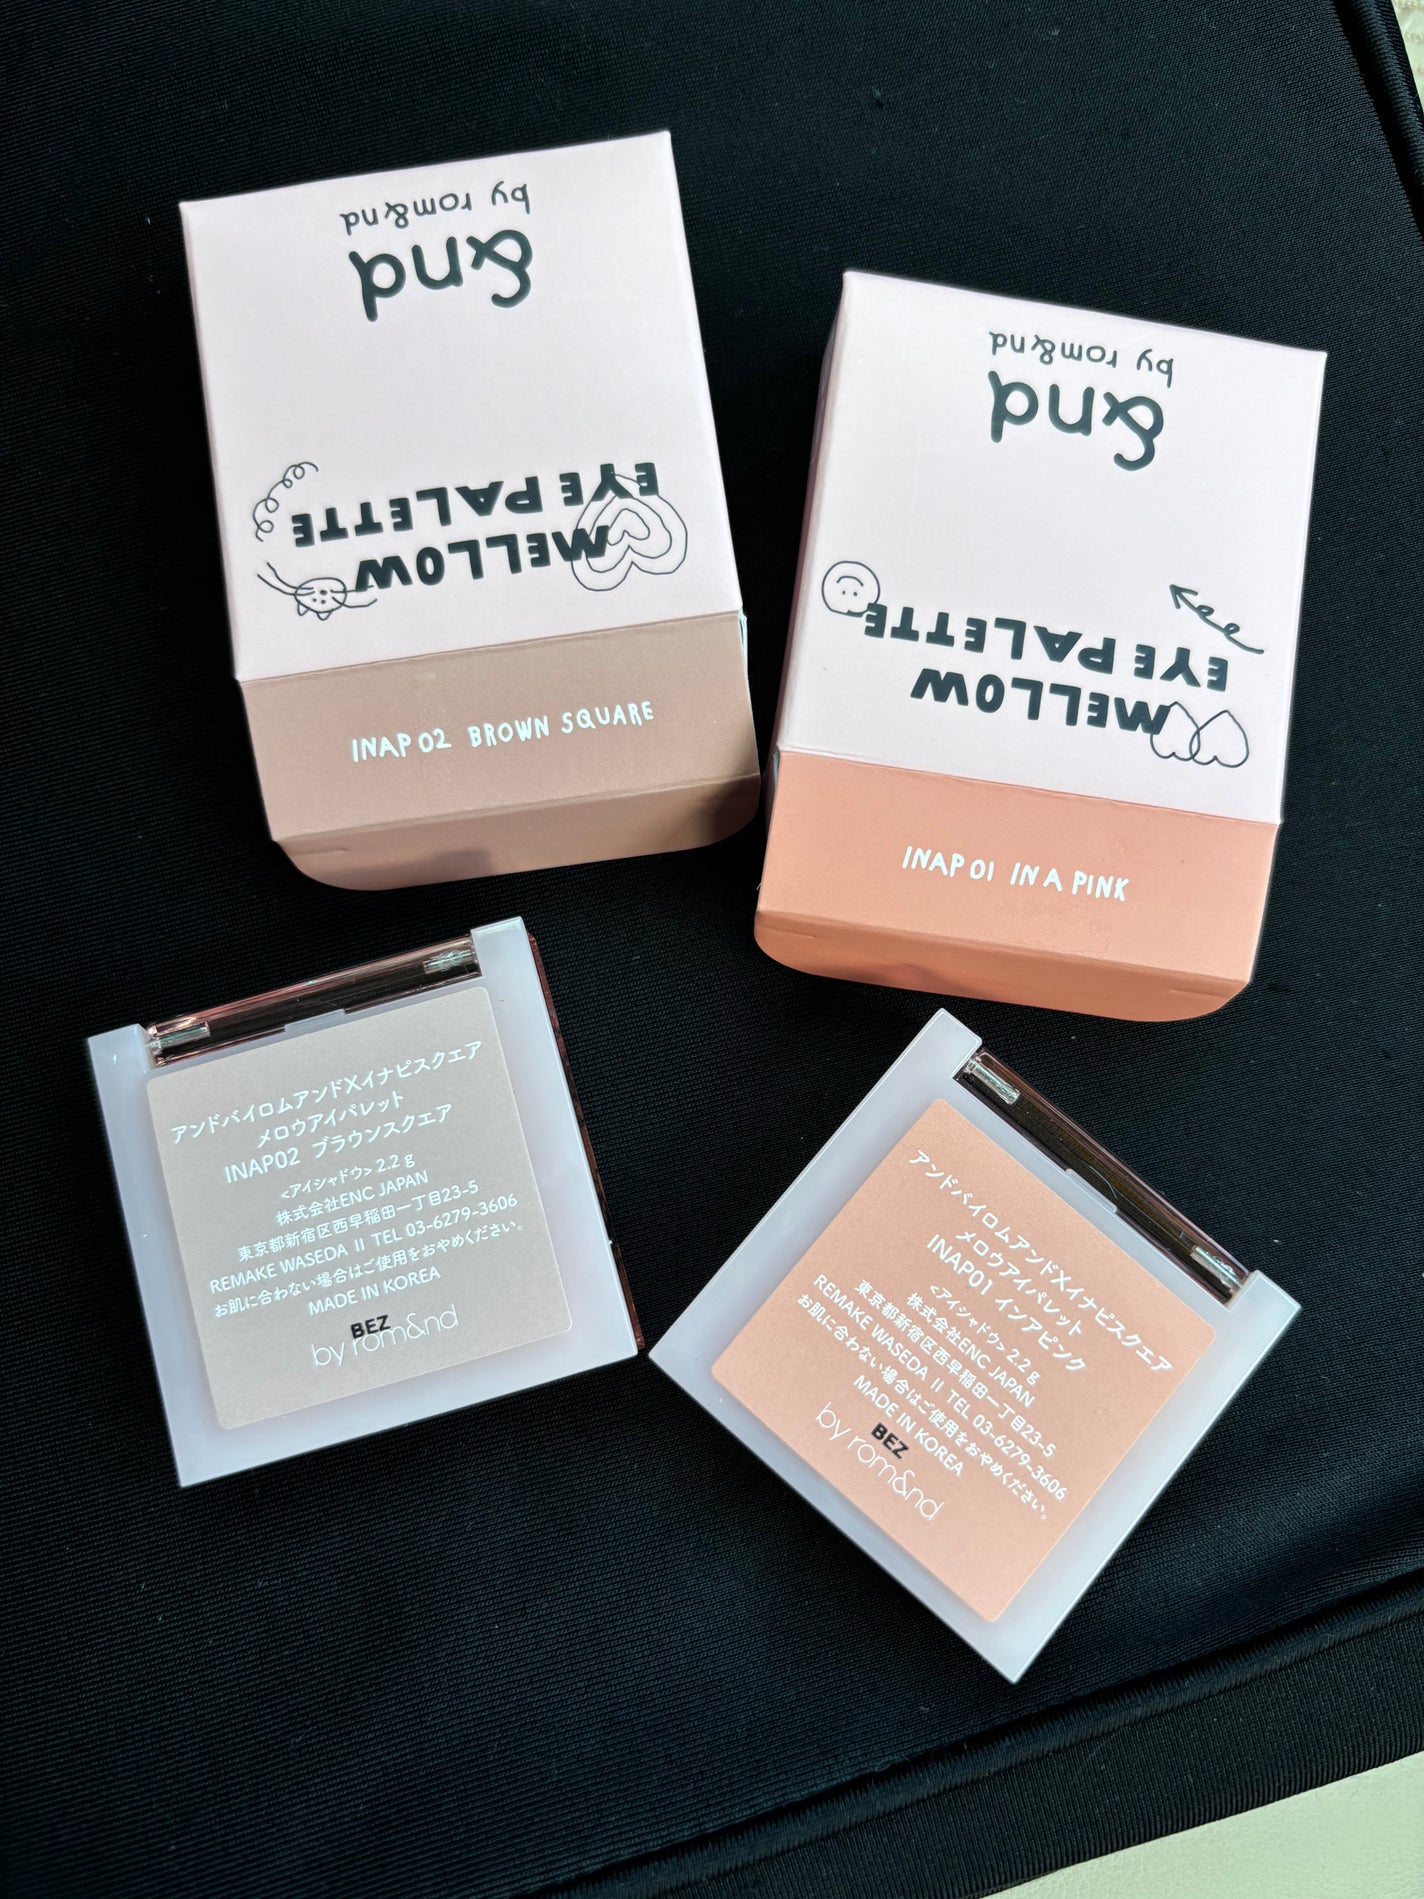 &nd
by rom&nd
MELLOW
EYE PALETTE
INAP 02 BROWN SQUARE
&nd
by rom&nd
MELLOW
EYE PALETTE
INAP 01 IN A PINK
アンドバイロムアンドXイナピスクエア
メロウアイパレット
INAP02 ブラウンスクエア
<アイシャドウ> 2.2 g
株式会社ENC JAPAN
東京都新宿区西早稲田一丁目23-5
REMAKE WASEDA II TEL 03-6279-3606
お肌に合わない場合はご使用をおやめください。
MADE IN KOREA
BEZ
by rom&nd
アンドバイロムアンドXイナピスクエア
メロウアイパレット
INAP01 インアピンク
<アイシャドウ> 2.2 g
株式会社ENC JAPAN
東京都新宿区西早稲田一丁目23-5
REMAKE WASEDA II TEL 03-6279-3606
お肌に合わない場合はご使用をおやめください。
MADE IN KOREA
BEZ
by rom&nd